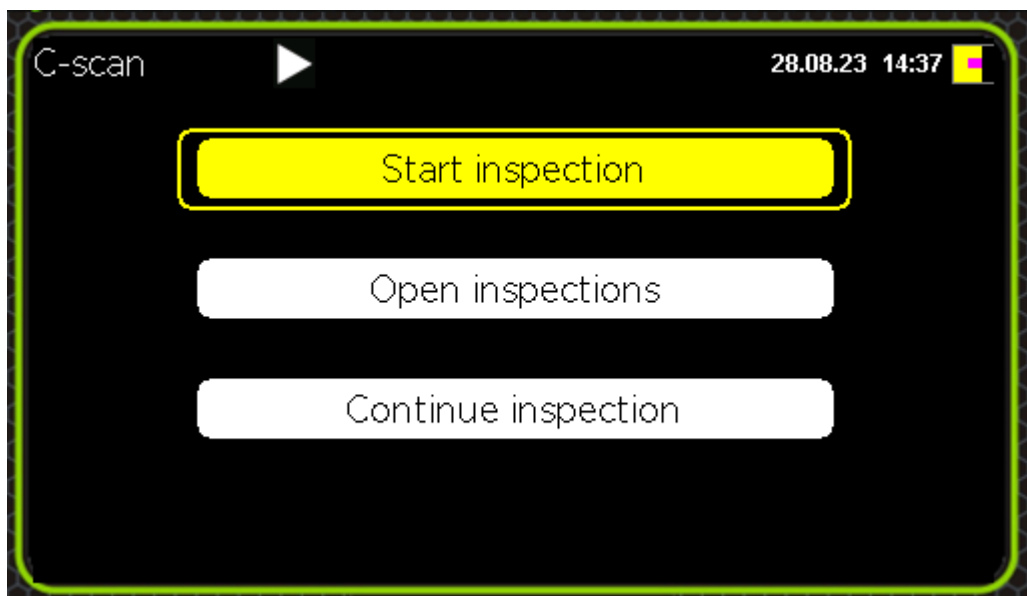 C-scan 28.08.23 14:37
Start inspection
Open inspections
Continue inspection